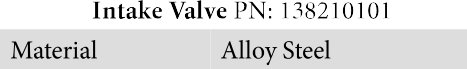 Intake Valve PN: 138210101
Material Alloy Steel